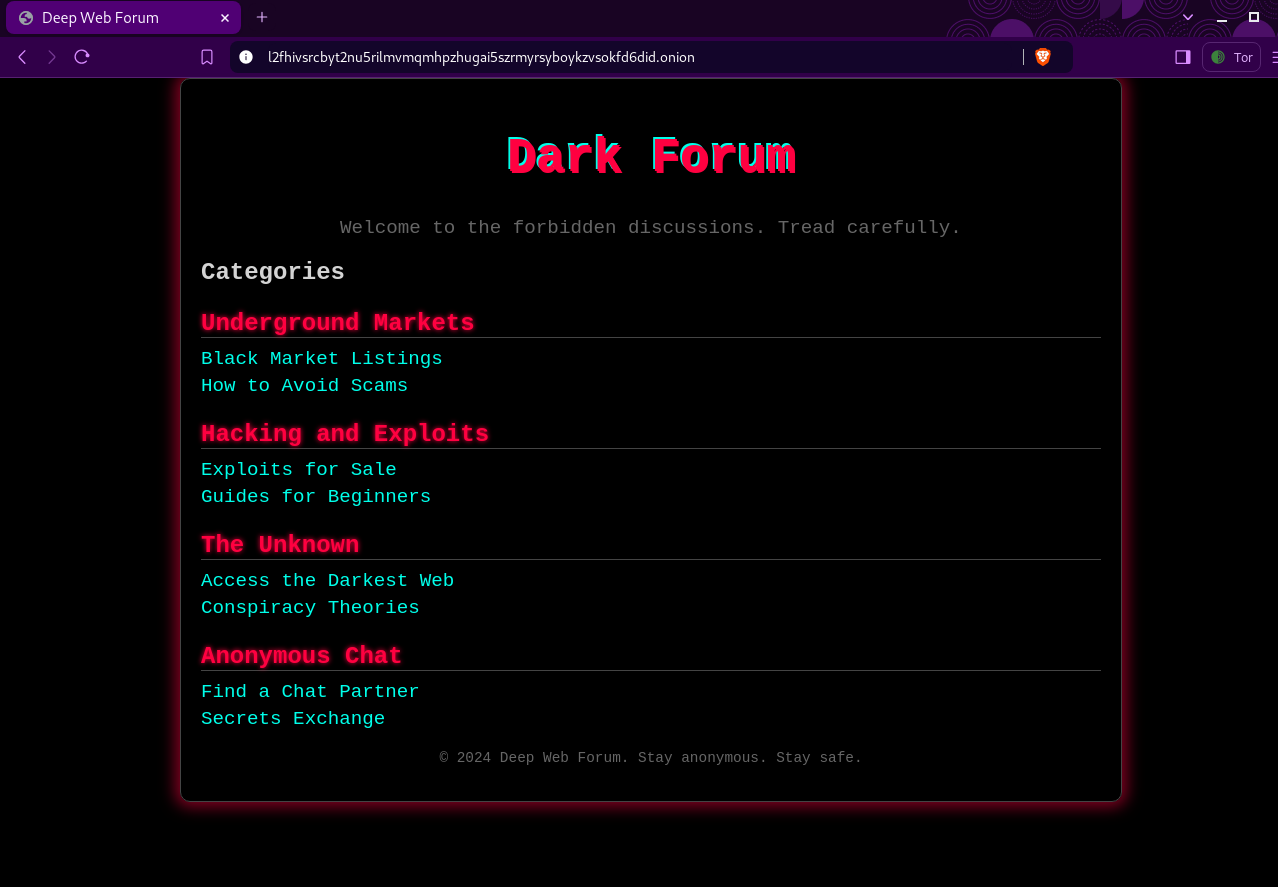 Deep Web Forum
l2fhivsrcbyt2nu5rilmvmqmhpzhugai5szrmyrsyboykzvsokfd6did.onion
Tor
Dark Forum
Welcome to the forbidden discussions. Tread carefully.
Categories
Underground Markets
Black Market Listings
How to Avoid Scams
Hacking and Exploits
Exploits for Sale
Guides for Beginners
The Unknown
Access the Darkest Web
Conspiracy Theories
Anonymous Chat
Find a Chat Partner
Secrets Exchange
© 2024 Deep Web Forum. Stay anonymous. Stay safe.